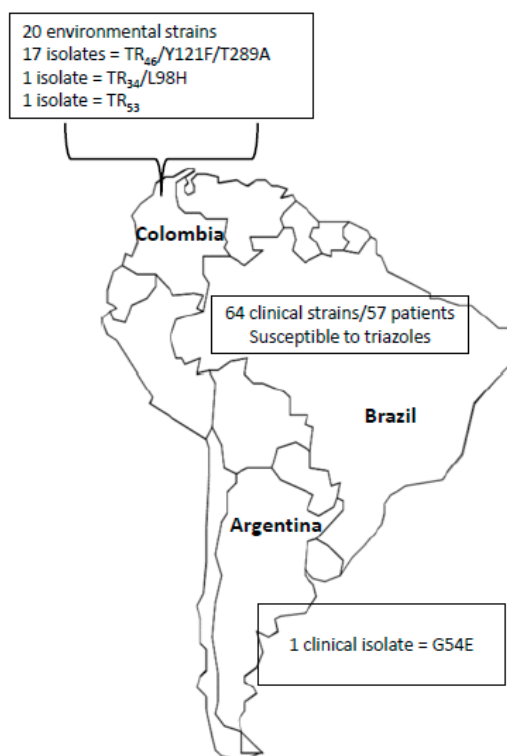 20 environmental strains
17 isolates = TR46/Y121F/T289A
1 isolate = TR34/L98H
1 isolate = TR53
Colombia
64 clinical strains/57 patients
Susceptible to triazoles
Brazil
Argentina
1 clinical isolate = G54E